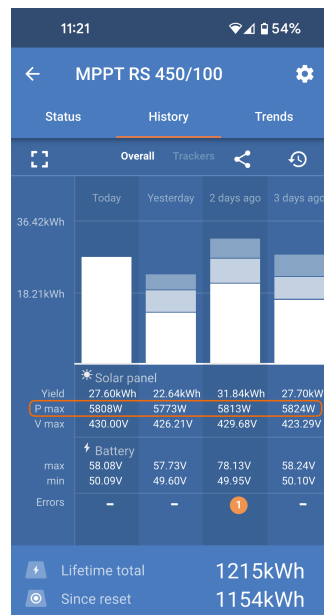 11:21 54%
MPPT RS 450/100
Status History Trends
Overall Trackers
Today Yesterday 2 days ago 3 days ago
36.42kWh
18.21kWh
Solar panel
Yield 27.60kWh 22.64kWh 31.84kWh 27.70kW
P max 5808W 5773W 5813W 5824W
V max 430.00V 426.21V 429.68V 423.29V
Battery
max 58.08V 57.73V 78.13V 58.24V
min 50.09V 49.60V 49.95V 50.10V
Errors – – 1 –
Lifetime total 1215kWh
Since reset 1154kWh